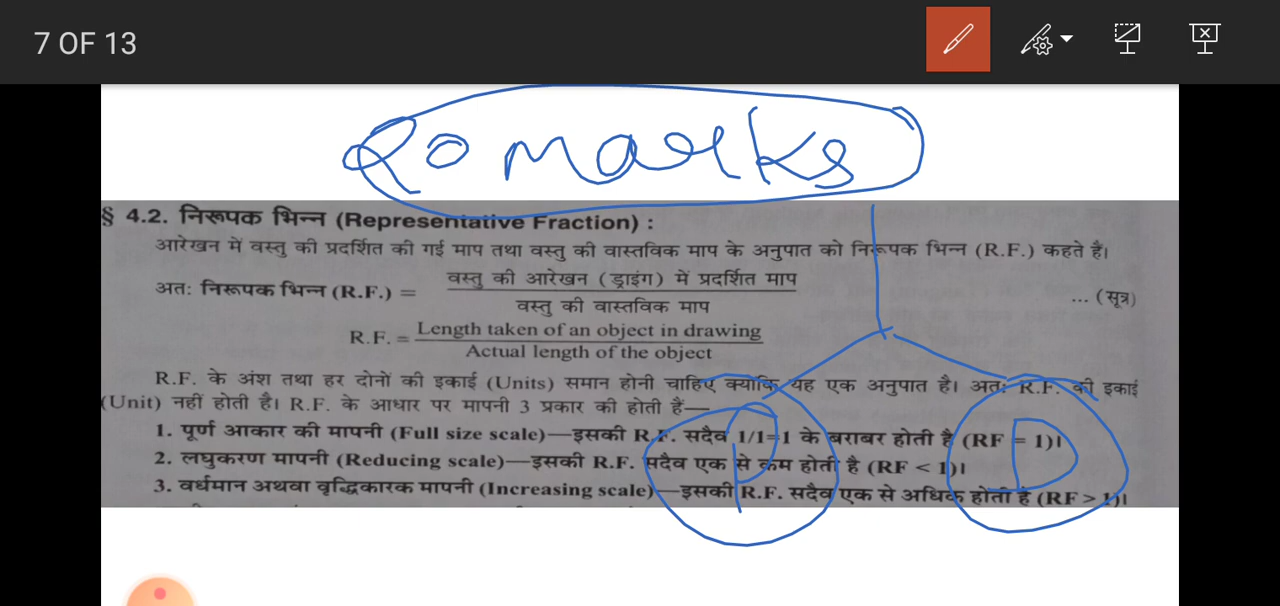 7 OF 13
20 marks
§ 4.2. निरूपक भिन्न (Representative Fraction) :
आरेखन में वस्तु की प्रदर्शित की गई माप तथा वस्तु की वास्तविक माप के अनुपात को निरूपक भिन्न (R.F.) कहते हैं।
अतः निरूपक भिन्न (R.F.) = वस्तु की आरेखन (ड्राइंग) में प्रदर्शित माप
वस्तु की वास्तविक माप ... (सूत्र)
R.F. = Length taken of an object in drawing
Actual length of the object
R.F. के अंश तथा हर दोनों की इकाई (Units) समान होनी चाहिए क्योंकि यह एक अनुपात है। अतः R.F. की इकाई
(Unit) नहीं होती है। R.F. के आधार पर मापनी 3 प्रकार की होती हैं—
1. पूर्ण आकार की मापनी (Full size scale)—इसकी R.F. सदैव 1/1=1 के बराबर होती है (RF = 1)।
2. लघुकरण मापनी (Reducing scale)—इसकी R.F. सदैव एक से कम होती है (RF < 1)।
3. वर्धमान अथवा वृद्धिकारक मापनी (Increasing scale)—इसकी R.F. सदैव एक से अधिक होती है (RF > 1)।
P D